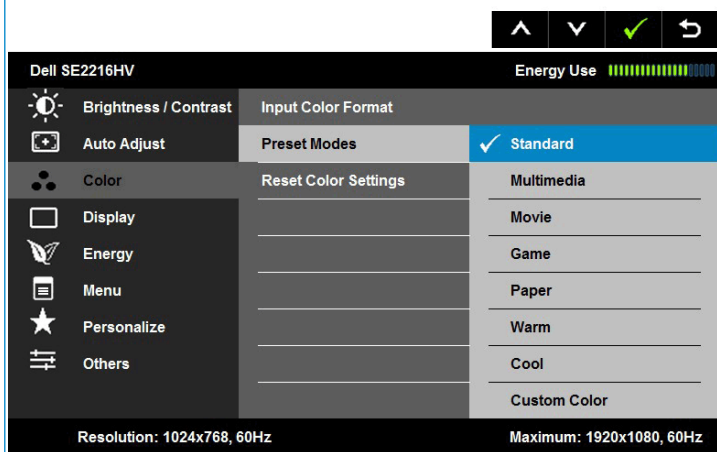 Dell SE2216HV
Energy Use
Brightness / Contrast
Input Color Format
Auto Adjust
Preset Modes
Standard
Color
Reset Color Settings
Multimedia
Display
Movie
Energy
Game
Menu
Paper
Personalize
Warm
Others
Cool
Custom Color
Resolution: 1024x768, 60Hz
Maximum: 1920x1080, 60Hz